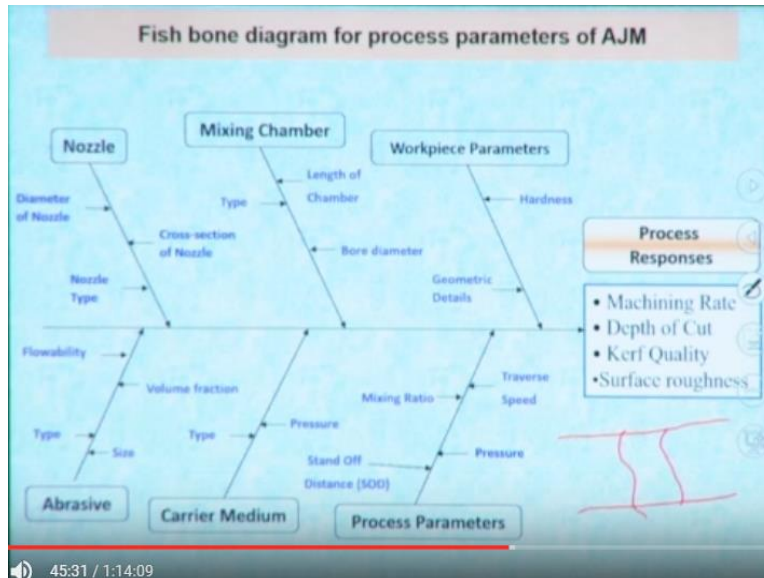 Fish bone diagram for process parameters of AJM
Nozzle
Mixing Chamber
Workpiece Parameters
Diameter
of Nozzle
Cross-section
of Nozzle
Nozzle
Type
Length of
Chamber
Type
Bore diameter
Hardness
Geometric
Details
Process
Responses
• Machining Rate
• Depth of Cut
• Kerf Quality
•Surface roughness
Flowability
Volume fraction
Type
Size
Abrasive
Pressure
Type
Carrier Medium
Traverse
Speed
Mixing Ratio
Pressure
Stand Off
Distance (SOD)
Process Parameters
45:31 / 1:14:09